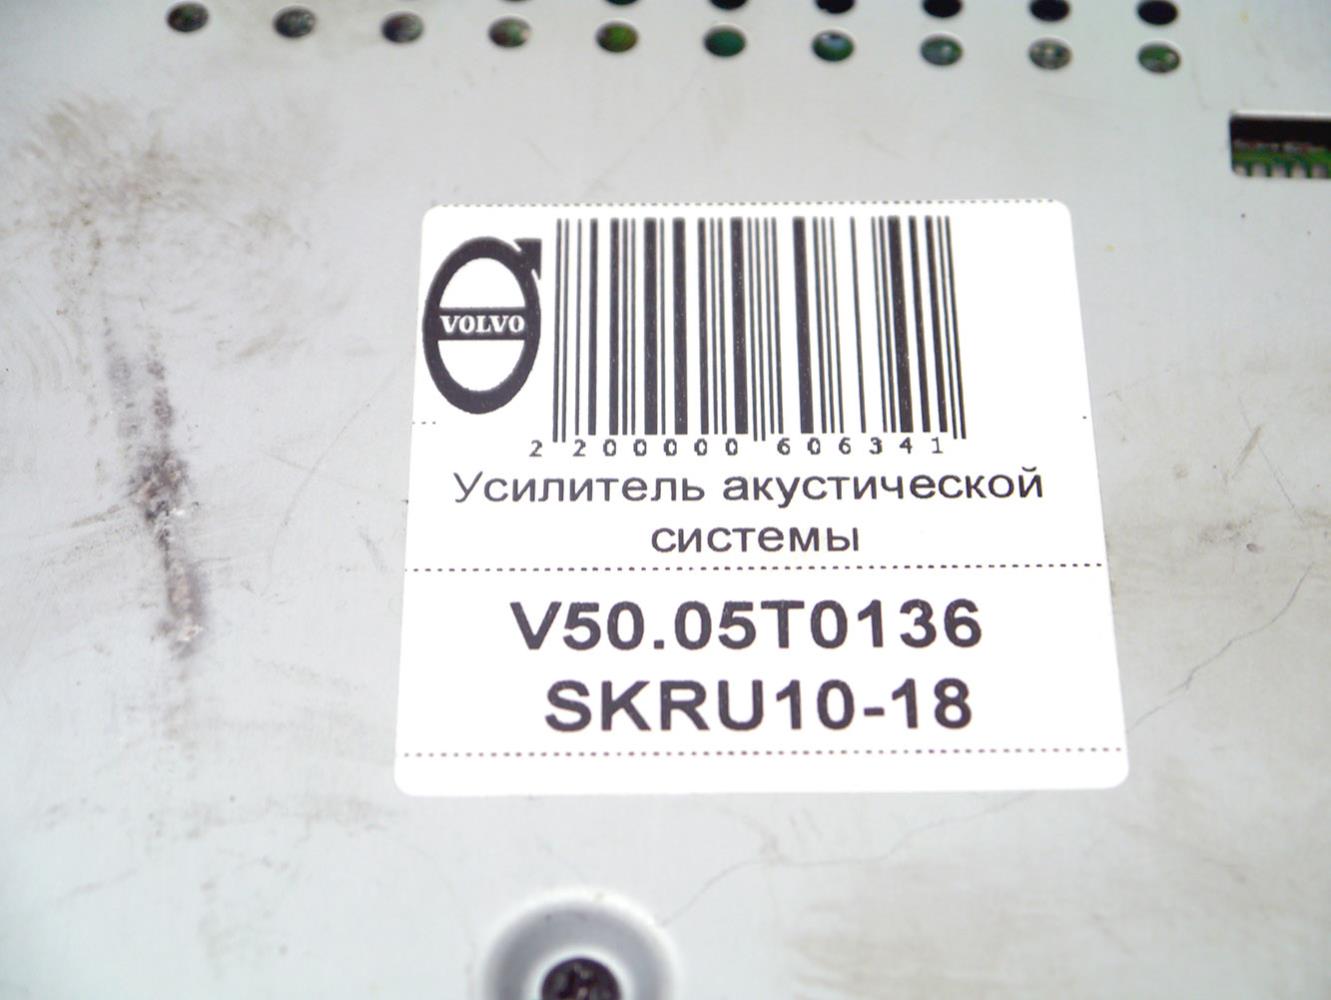 VOLVO
2 200000 606341
Усилитель акустической
системы
V50.05T0136
SKRU10-18